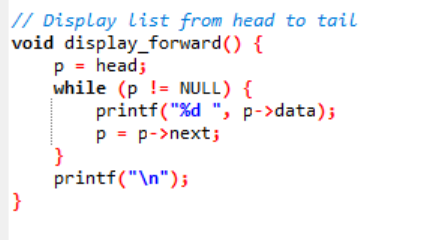 // Display list from head to tail
void display_forward() {
    p = head;
    while (p != NULL) {
        printf("%d ", p->data);
        p = p->next;
    }
    printf("\n");
}